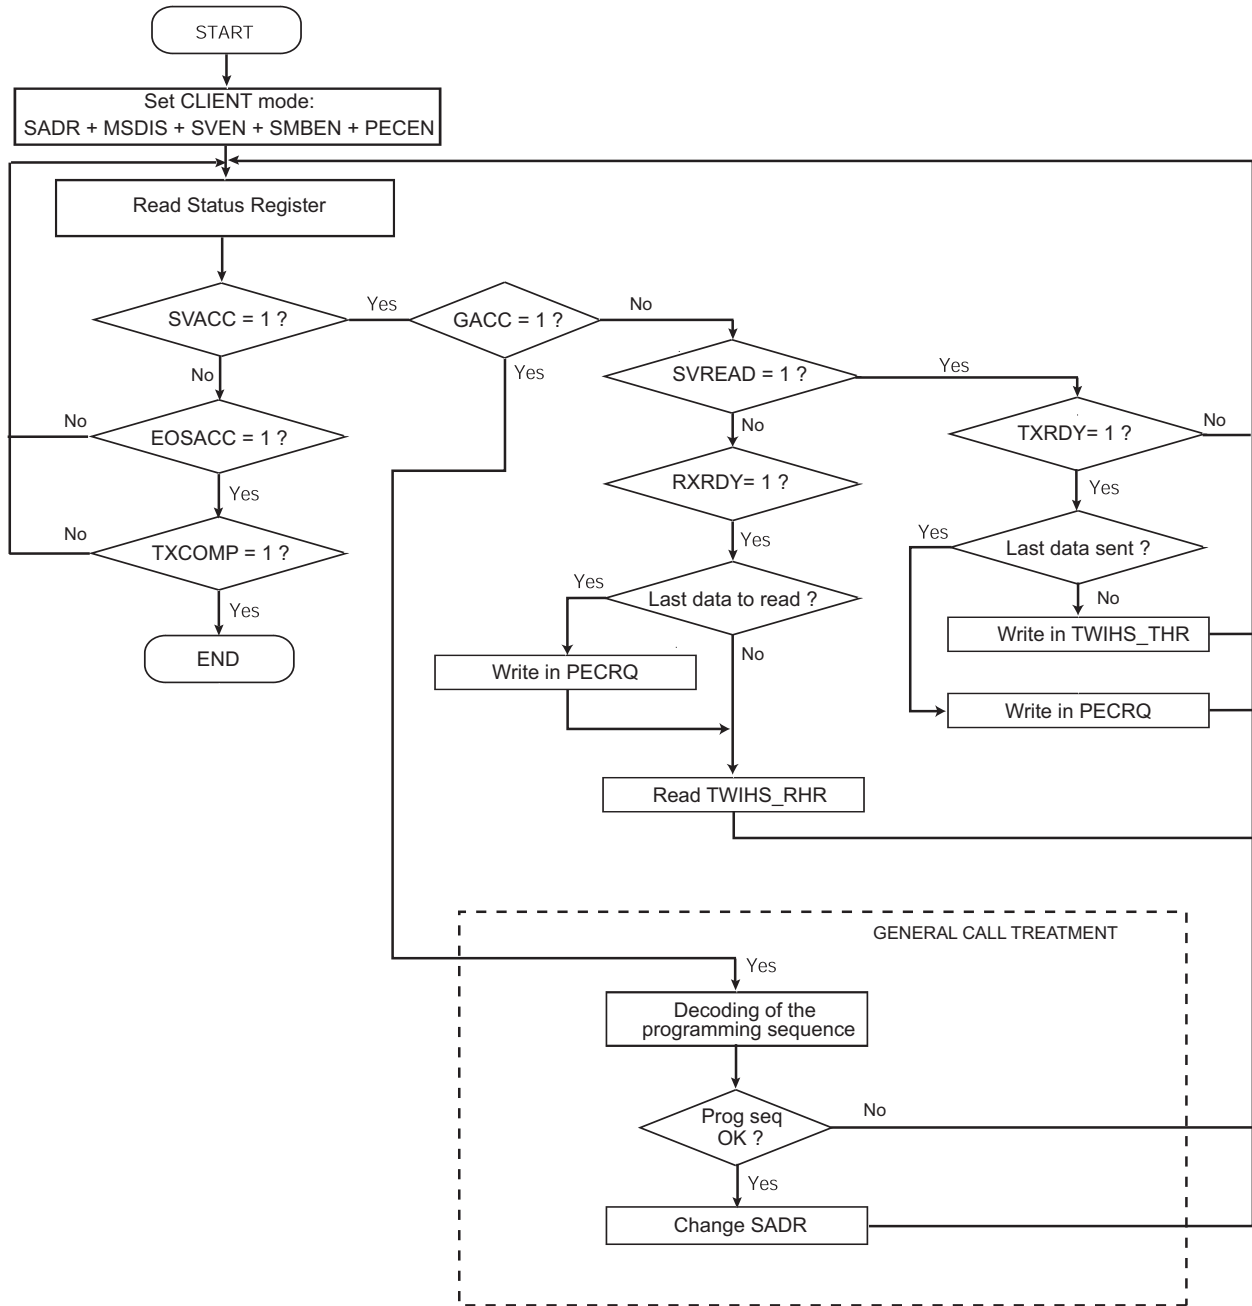 START
Set CLIENT mode:
SADR + MSDIS + SVEN + SMBEN + PECEN
Read Status Register
SVACC = 1 ?
Yes
GACC = 1 ?
No
No
Yes
SVREAD = 1 ?
Yes
No
EOSACC = 1 ?
No
TXRDY= 1 ?
No
Yes
RXRDY= 1 ?
Yes
No
TXCOMP = 1 ?
Yes
Yes
Last data sent ?
Yes
Yes
Last data to read ?
No
No
END
Write in TWIHS_THR
Write in PECRQ
Write in PECRQ
Read TWIHS_RHR
GENERAL CALL TREATMENT
Yes
Decoding of the
programming sequence
Prog seq
OK ?
No
Yes
Change SADR